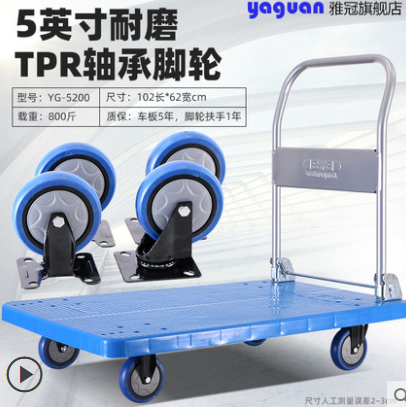 yaguan 雅冠旗舰店
5英寸耐磨
TPR轴承脚轮
型号：YG-5200
尺寸：102长*62宽cm
载重：800斤
质保：车板5年，脚轮扶手1年